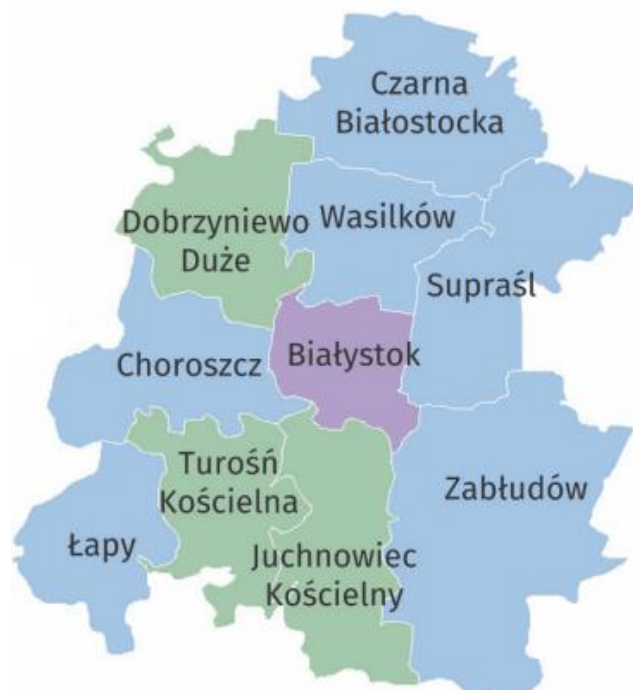 Czarna
Białostocka
Dobrzyniewo
Duże
Wasilków
Supraśl
Choroszcz
Białystok
Turośń
Kościelna
Zabłudów
Łapy
Juchnowiec
Kościelny